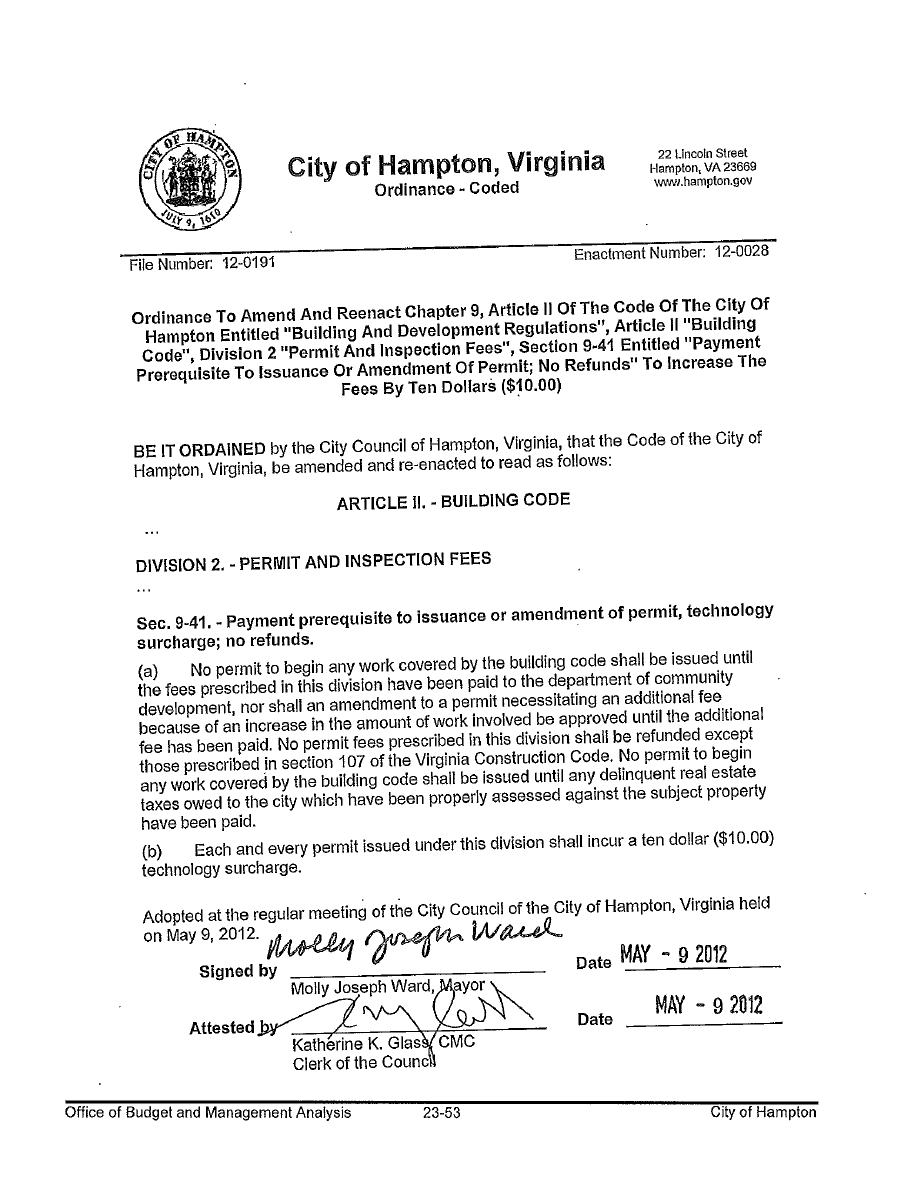 CITY OF HAMPTON
JULY 9, 1610
City of Hampton, Virginia
Ordinance - Coded
22 Lincoln Street
Hampton, VA 23669
www.hampton.gov
File Number: 12-0191
Enactment Number: 12-0028
Ordinance To Amend And Reenact Chapter 9, Article II Of The Code Of The City Of
Hampton Entitled "Building And Development Regulations", Article II "Building
Code", Division 2 "Permit And Inspection Fees", Section 9-41 Entitled "Payment
Prerequisite To Issuance Or Amendment Of Permit; No Refunds" To Increase The
Fees By Ten Dollars ($10.00)
BE IT ORDAINED by the City Council of Hampton, Virginia, that the Code of the City of
Hampton, Virginia, be amended and re-enacted to read as follows:
ARTICLE II. - BUILDING CODE
...
DIVISION 2. - PERMIT AND INSPECTION FEES
...
Sec. 9-41. - Payment prerequisite to issuance or amendment of permit, technology
surcharge; no refunds.
(a) No permit to begin any work covered by the building code shall be issued until
the fees prescribed in this division have been paid to the department of community
development, nor shall an amendment to a permit necessitating an additional fee
because of an increase in the amount of work involved be approved until the additional
fee has been paid. No permit fees prescribed in this division shall be refunded except
those prescribed in section 107 of the Virginia Construction Code. No permit to begin
any work covered by the building code shall be issued until any delinquent real estate
taxes owed to the city which have been properly assessed against the subject property
have been paid.
(b) Each and every permit issued under this division shall incur a ten dollar ($10.00)
technology surcharge.
Adopted at the regular meeting of the City Council of the City of Hampton, Virginia held
on May 9, 2012.
Molly Joseph Ward
Signed by
Date MAY - 9 2012
Molly Joseph Ward, Mayor
Attested by
Date MAY - 9 2012
Katherine K. Glass, CMC
Clerk of the Council
Office of Budget and Management Analysis 23-53 City of Hampton